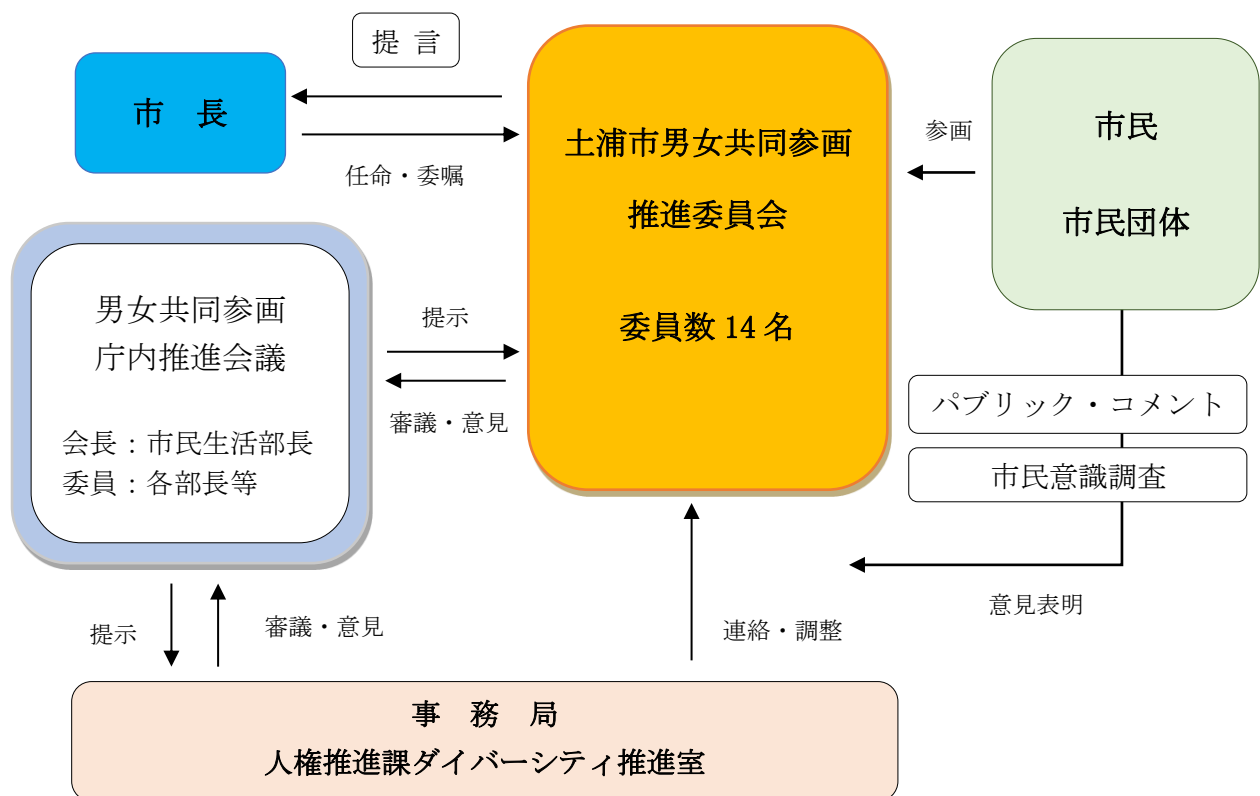 提 言
市 長
任命・委嘱
土浦市男女共同参画
推進委員会
委員数 14 名
参画
市民
市民団体
男女共同参画
庁内推進会議
会長：市民生活部長
委員：各部長等
提示
審議・意見
パブリック・コメント
市民意識調査
意見表明
提示
審議・意見
連絡・調整
事 務 局
人権推進課ダイバーシティ推進室